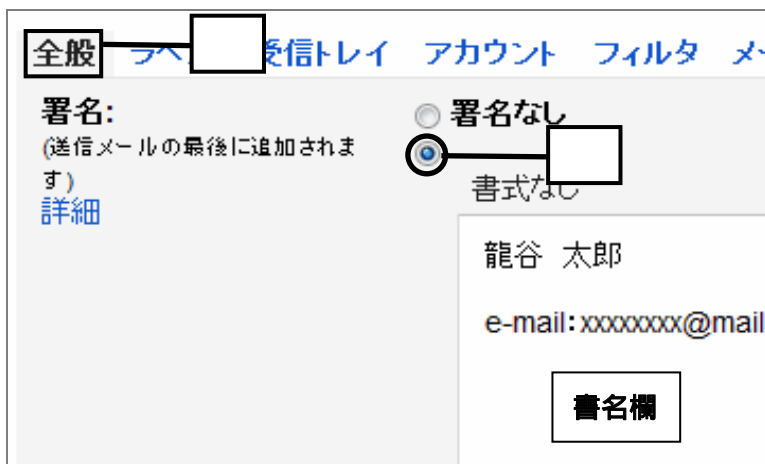 全般 受信トレイ アカウント フィルタ
署名:
(送信メールの最後に追加されま
す)
詳細
署名なし
書式なし
龍谷 太郎
e-mail:xxxxxxxx@mail
書名欄